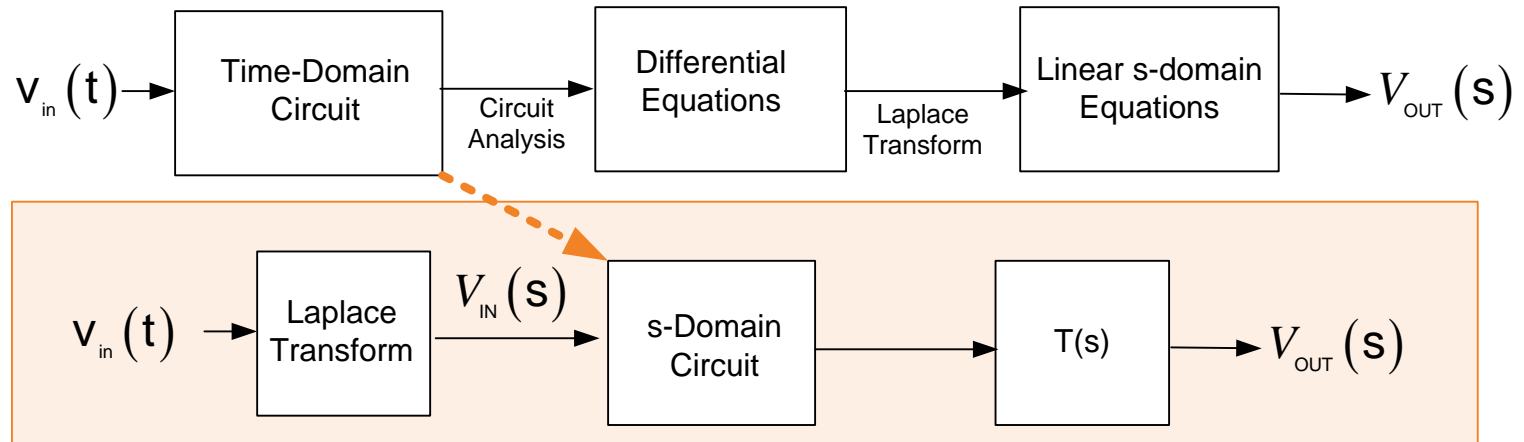 v_in (t)
Time-Domain
Circuit
Circuit
Analysis
Differential
Equations
Laplace
Transform
Linear s-domain
Equations
V_OUT (s)
v_in (t)
Laplace
Transform
V_IN (s)
s-Domain
Circuit
T(s)
V_OUT (s)